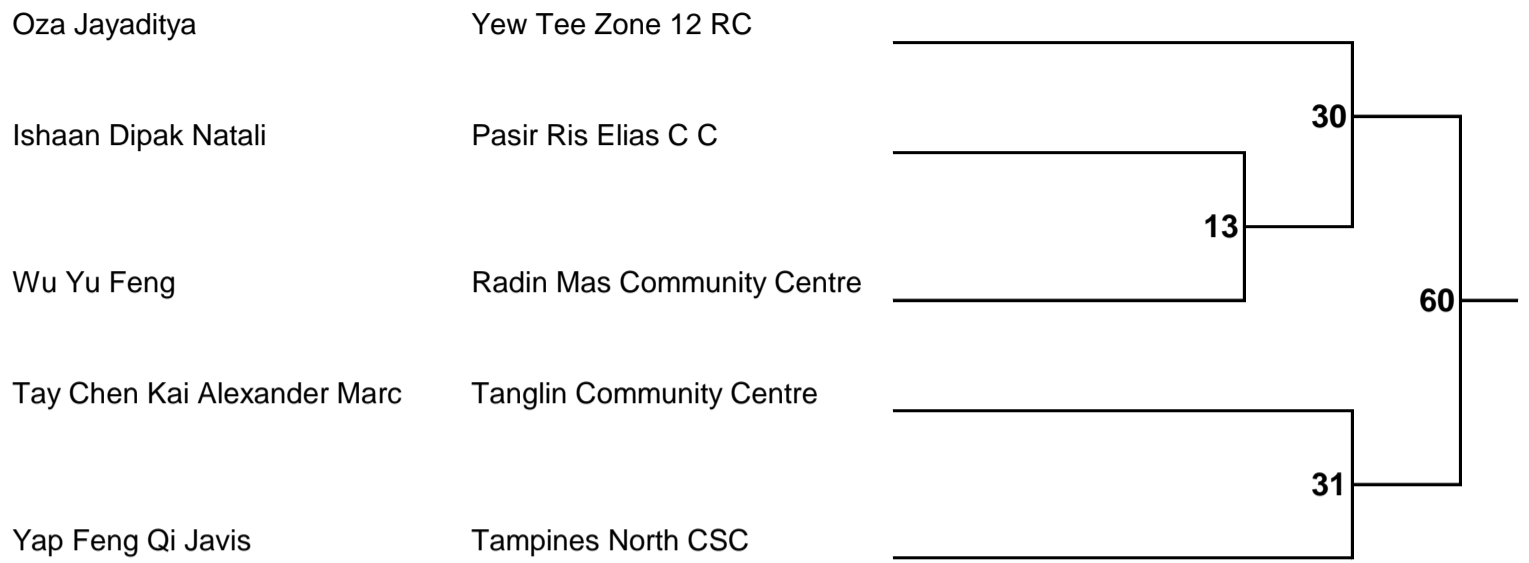 Oza Jayaditya Yew Tee Zone 12 RC
30
Ishaan Dipak Natali Pasir Ris Elias C C
13
Wu Yu Feng Radin Mas Community Centre
60
Tay Chen Kai Alexander Marc Tanglin Community Centre
31
Yap Feng Qi Javis Tampines North CSC